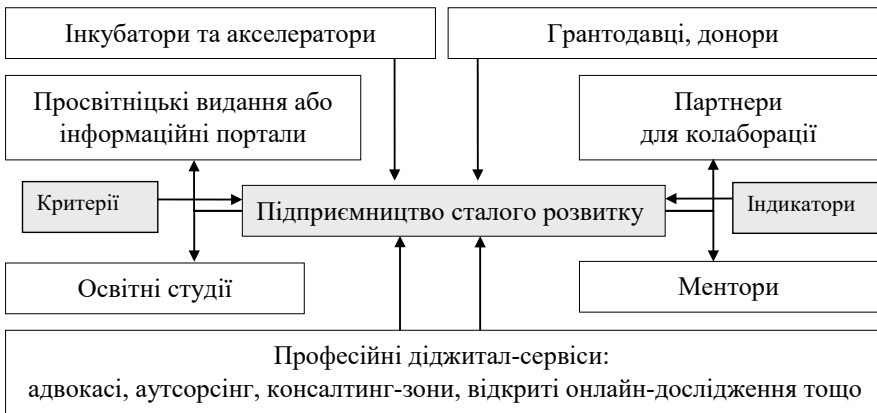 Інкубатори та акселератори
Грантодавці, донори
Просвітницькі видання або
інформаційні портали
Партнери
для колаборації
Критерії
Підприємництво сталого розвитку
Індикатори
Освітні студії
Ментори
Професійні діджитал-сервіси:
адвокасі, аутсорсінг, консалтинг-зони, відкриті онлайн-дослідження тощо